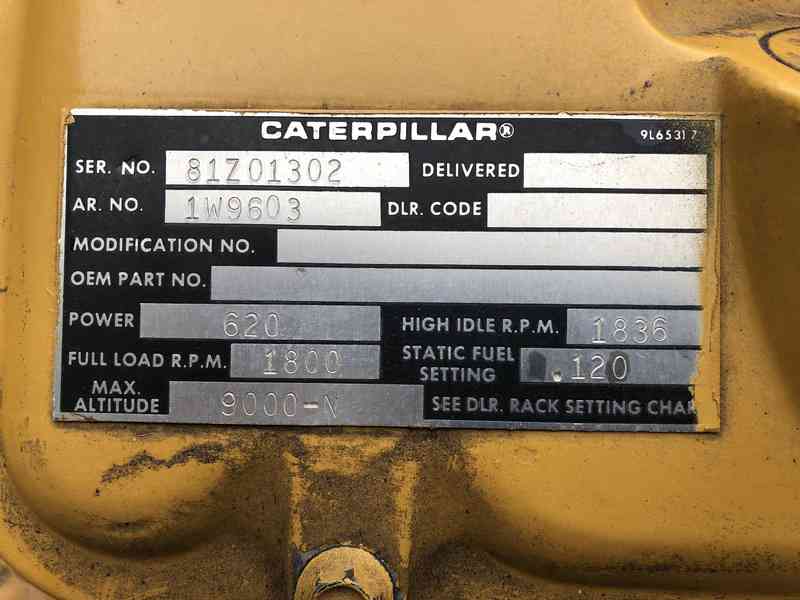 CATERPILLAR®
9L6531
SER. NO. 81Z01302 DELIVERED
AR. NO. 1W9603 DLR. CODE
MODIFICATION NO.
OEM PART NO.
POWER 620 HIGH IDLE R.P.M. 1836
FULL LOAD R.P.M. 1800 STATIC FUEL SETTING .120
MAX. ALTITUDE 9000-N SEE DLR. RACK SETTING